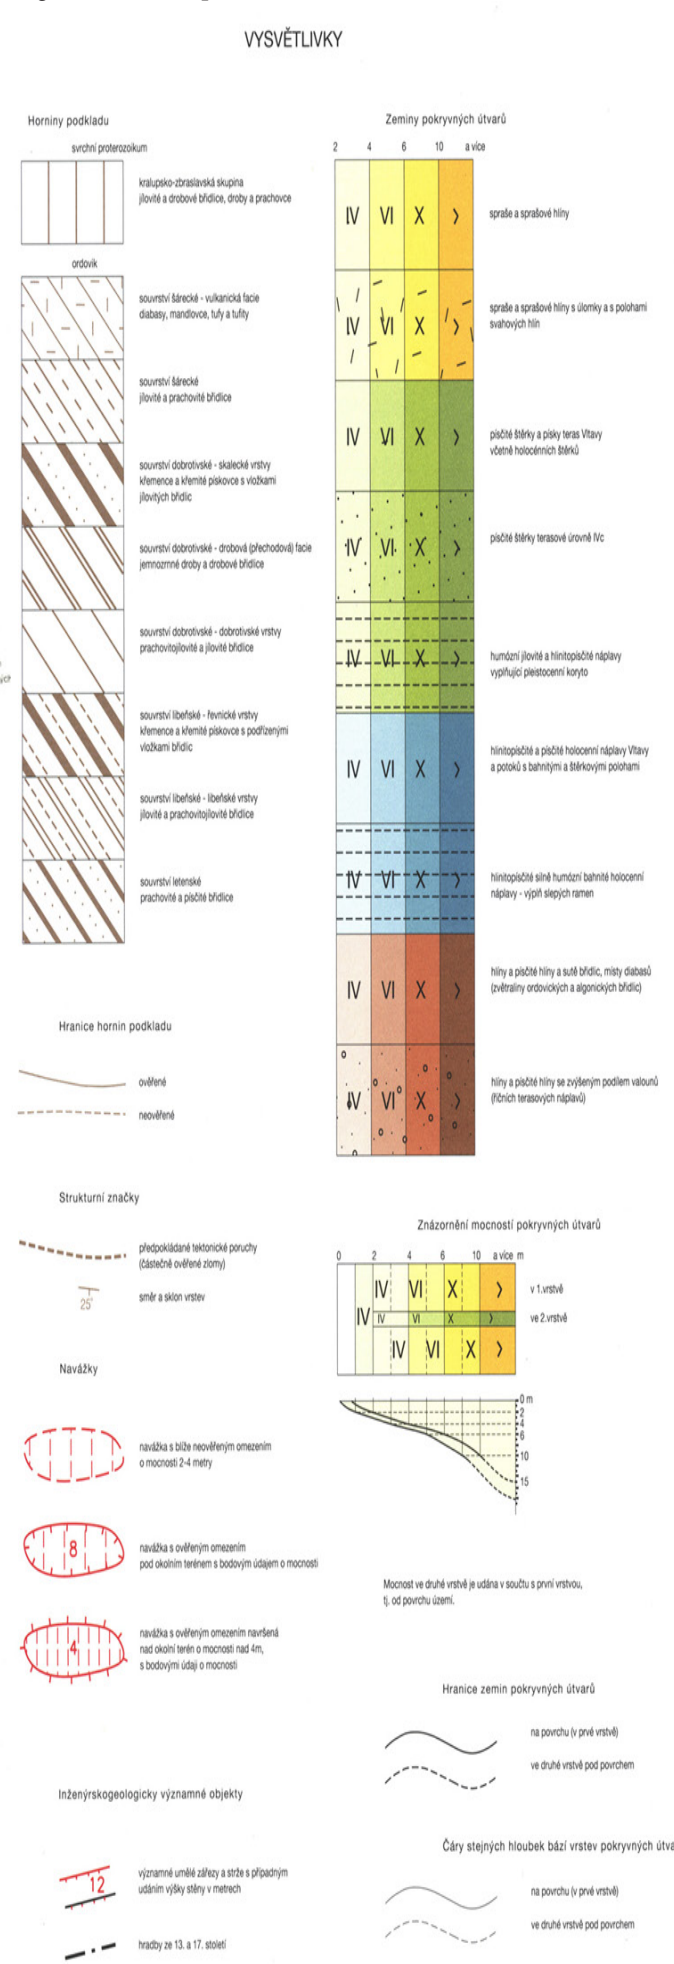 VYSVĚTLIVKY
Horniny podkladu
svrchní proterozoikum
kralupsko-zbraslavská skupina
jílovité a drobové břidlice, droby a prachovce
ordovik
souvrství šárecké - vulkanická facie
diabasy, mandlovce, tufy a tufity
souvrství šárecké
jílovité a prachovité břidlice
souvrství dobrotivské - skalecké vrstvy
křemence a křemité pískovce s vložkami
jílovitých břidlic
souvrství dobrotivské - drobová (přechodová) facie
jemnozrnné droby a drobové břidlice
souvrství dobrotivské - dobrotivské vrstvy
prachovitojílovité a jílovité břidlice
souvrství libeňské - řevnické vrstvy
křemence a křemité pískovce s podřízenými
vložkami břidlic
souvrství libeňské - libeňské vrstvy
jílovité a prachovitojílovité břidlice
souvrství letenské
prachovité a písčité břidlice
Hranice hornin podkladu
ověřené
neověřené
Strukturní značky
předpokládané tektonické poruchy
(částečně ověřené zlomy)
25°
směr a sklon vrstev
Navážky
navážka s blíže neověřeným omezením
o mocnosti 2-4 metry
8
navážka s ověřeným omezením
pod okolním terénem s bodovým údajem o mocnosti
4
navážka s ověřeným omezením navršená
nad okolní terén o mocnosti nad 4m,
s bodovými údaji o mocnosti
Inženýrskogeologicky významné objekty
12
významné umělé zářezy a strže s případným
udáním výšky stěny v metrech
hradby ze 13. a 17. století
Zeminy pokryvných útvarů
2 4 6 10 a více
IV VI X >
spraše a sprašové hlíny
IV VI X >
spraše a sprašové hlíny s úlomky a s polohami
svahových hlín
IV VI X >
písčité štěrky a písky teras Vltavy
včetně holocénních štěrků
IV VI X >
písčité štěrky terasové úrovně IVc
IV VI X >
humózní jílovité a hlinitopísčité náplavy
vyplňující pleistocenní koryto
IV VI X >
hlinitopísčité a písčité holocenní náplavy Vltavy
a potoků s bahnitými a štěrkovými polohami
IV VI X >
hlinitopísčité silně humózní bahnité holocenní
náplavy - výplň slepých ramen
IV VI X >
hlíny a písčité hlíny a sutě břidlic, místy diabasů
(zvětraliny ordovických a algonických břidlic)
IV VI X >
hlíny a písčité hlíny se zvýšeným podílem valounů
(říčních terasových náplavů)
Znázornění mocností pokryvných útvarů
0 2 4 6 10 a více m
IV VI X >
v 1.vrstvě
IV IV VI X >
ve 2.vrstvě
IV VI X >
0 m
2
4
6
10
15
Mocnost ve druhé vrstvě je udána v součtu s první vrstvou,
tj. od povrchu území.
Hranice zemin pokryvných útvarů
na povrchu (v prvé vrstvě)
ve druhé vrstvě pod povrchem
Čáry stejných hloubek bází vrstev pokryvných útva
na povrchu (v prvé vrstvě)
ve druhé vrstvě pod povrchem